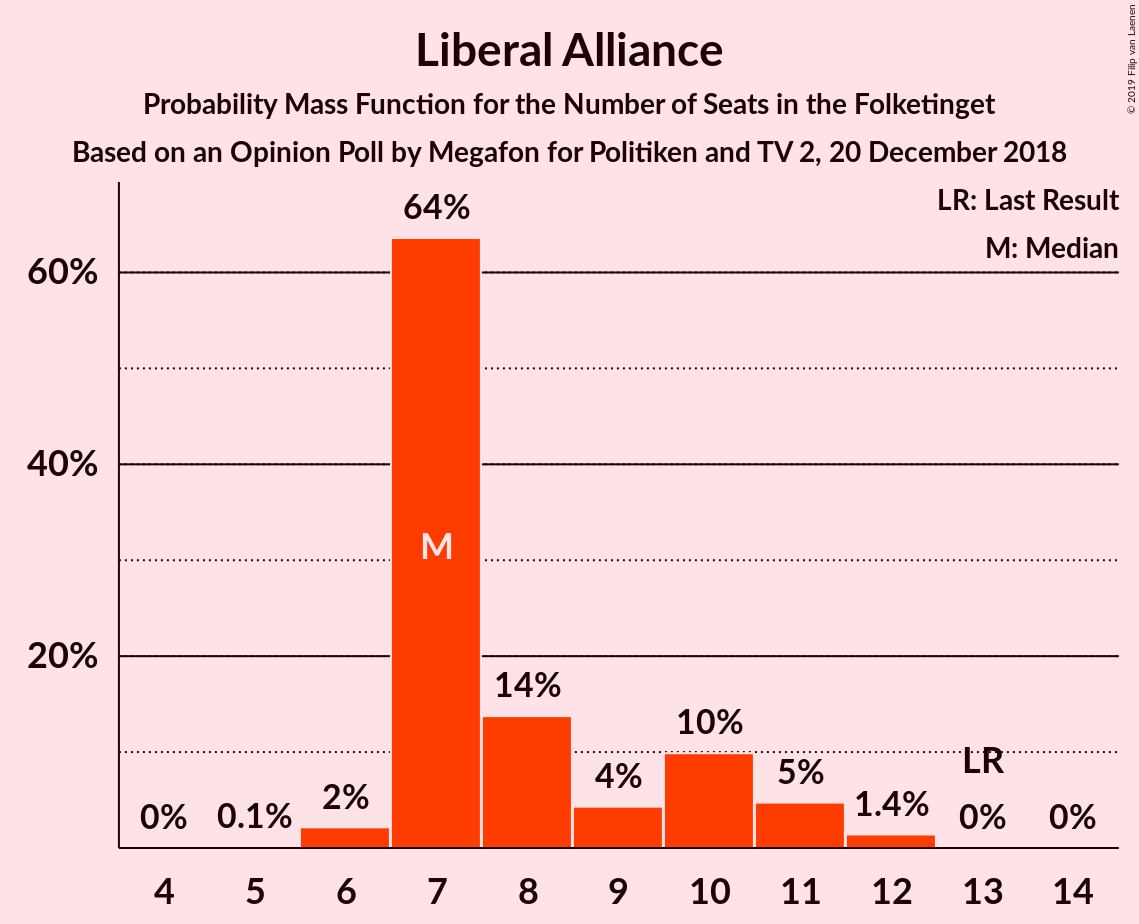 Liberal Alliance
Probability Mass Function for the Number of Seats in the Folketinget
Based on an Opinion Poll by Megafon for Politiken and TV 2, 20 December 2018
© 2019 Filip van Laenen
LR: Last Result
M: Median
60%
40%
20%
0%
0.1%
2%
64%
M
14%
4%
10%
5%
1.4%
LR
0%
0%
4 5 6 7 8 9 10 11 12 13 14